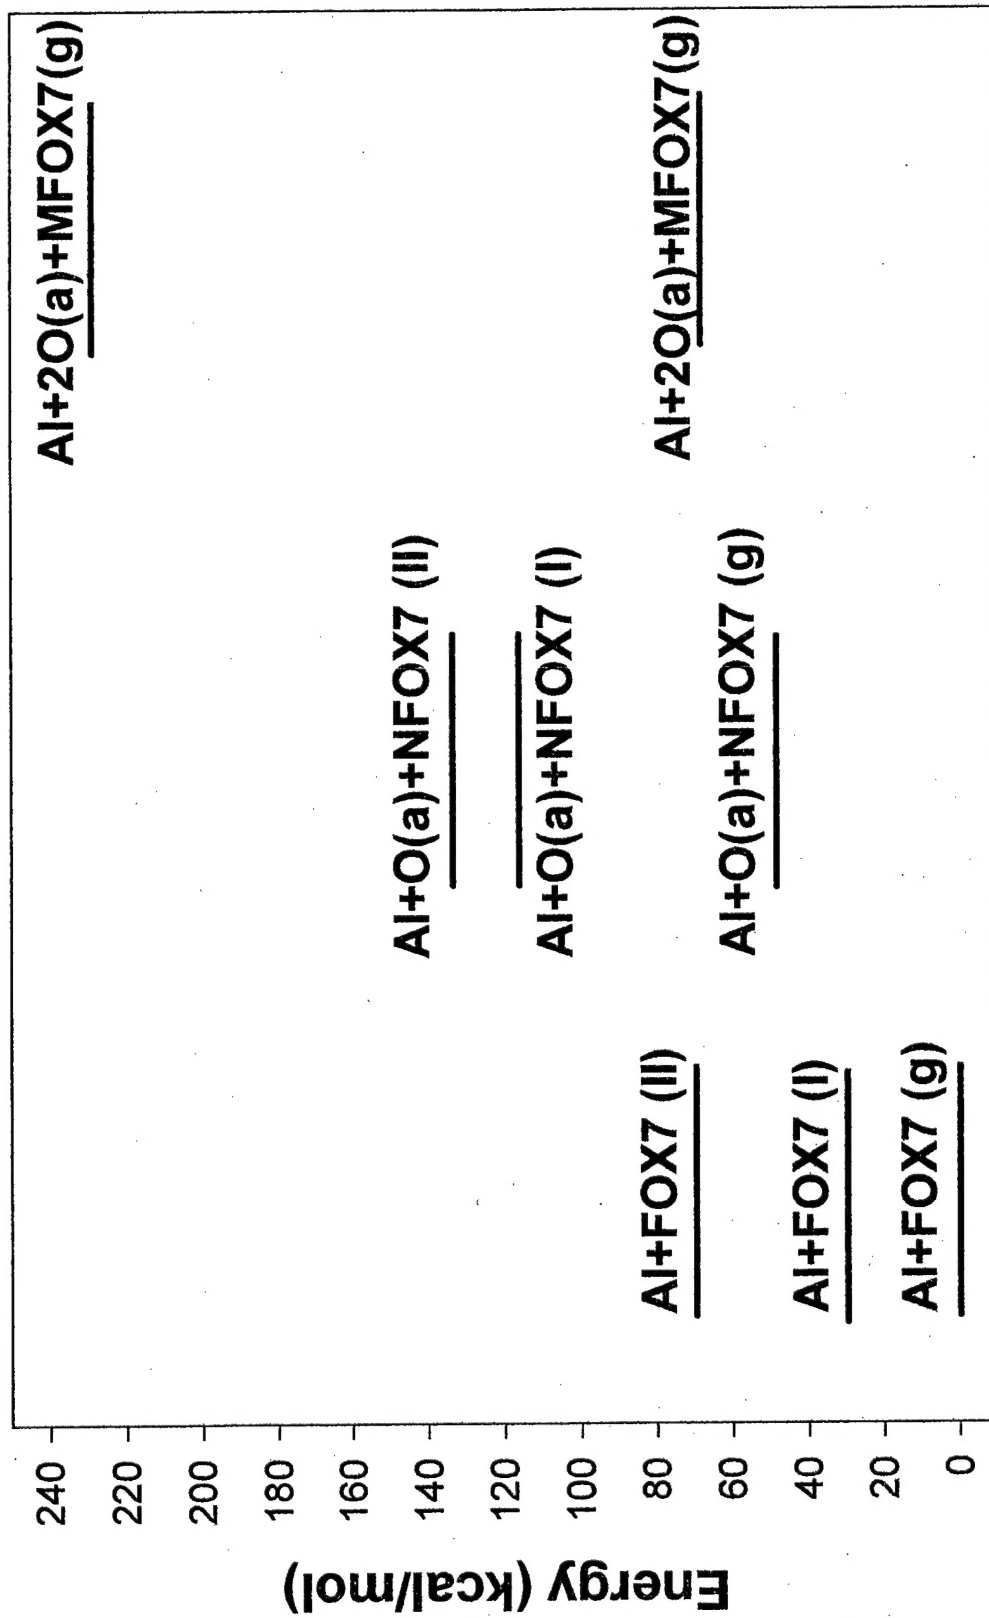 Energy (kcal/mol)
240
220
200
180
160
140
120
100
80
60
40
20
0
Al+FOX7 (II)
Al+FOX7 (I)
Al+FOX7 (g)
Al+O(a)+NFOX7 (II)
Al+O(a)+NFOX7 (I)
Al+O(a)+NFOX7 (g)
Al+2O(a)+MFOX7(g)
Al+2O(a)+MFOX7(g)